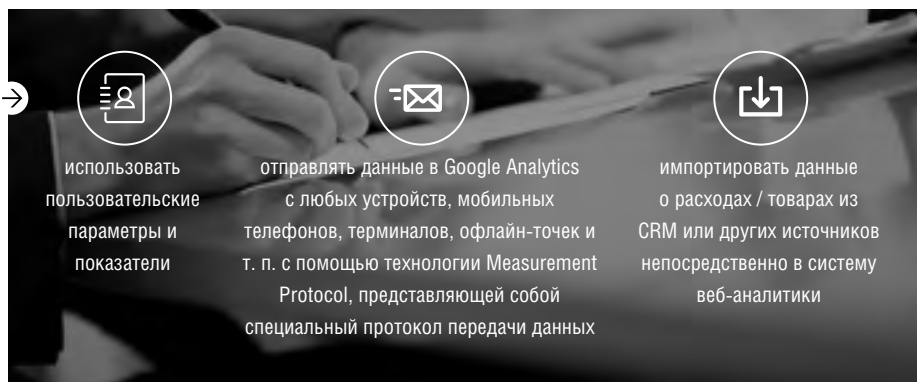 использовать
пользовательские
параметры и
показатели
отправлять данные в Google Analytics
с любых устройств, мобильных
телефонов, терминалов, офлайн-точек и
т. п. с помощью технологии Measurement
Protocol, представляющей собой
специальный протокол передачи данных
импортировать данные
о расходах / товарах из
CRM или других источников
непосредственно в систему
веб-аналитики